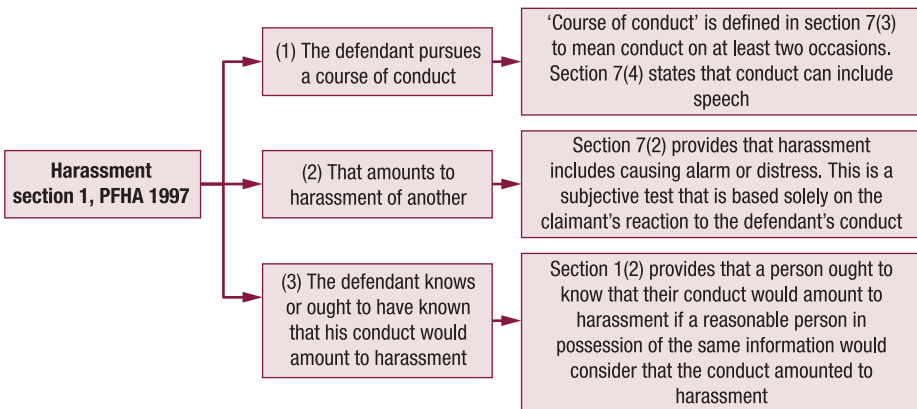 Harassment
section 1, PFHA 1997
(1) The defendant pursues
a course of conduct
‘Course of conduct’ is defined in section 7(3)
to mean conduct on at least two occasions.
Section 7(4) states that conduct can include
speech
(2) That amounts to
harassment of another
Section 7(2) provides that harassment
includes causing alarm or distress. This is a
subjective test that is based solely on the
claimant’s reaction to the defendant’s conduct
(3) The defendant knows
or ought to have known
that his conduct would
amount to harassment
Section 1(2) provides that a person ought to
know that their conduct would amount to
harassment if a reasonable person in
possession of the same information would
consider that the conduct amounted to
harassment